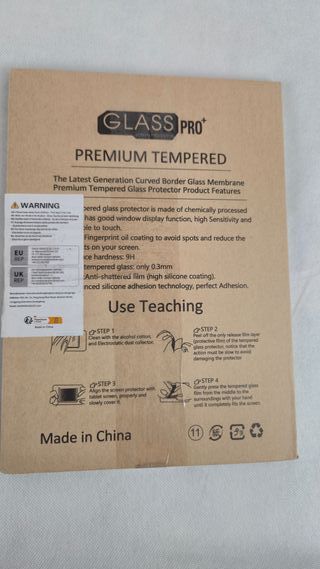 GLASS PRO+
PREMIUM TEMPERED
The Latest Generation Curved Border Glass Membrane
Premium Tempered Glass Protector Product Features
WARNING
glass protector is made of chemically processed
has good window display function, high Sensitivity and
to touch.
Fingerprint oil coating to avoid spots and reduce the
on your screen.
hardness: 9H
tempered glass: only 0.3mm
Anti-shattered film (high silicone coating).
silicone adhesion technology, perfect Adhesion.
EU
REP
UK
REP
Made in China
Use Teaching
STEP 1
Clean with the alcohol cotton,
and Electrostatic dust collector.
STEP 2
Peel off the only release film layer
(protective film) of the tempered
glass protector, notice that the
action must be slow to avoid
damaging the protector
STEP 3
Align the screen protector with
tablet screen, properly and
slowly cover it.
STEP 4
Gently press the tempered glass
film from the middle to the
surroundings with your hand
until it completely fits the screen.
Made in China
11